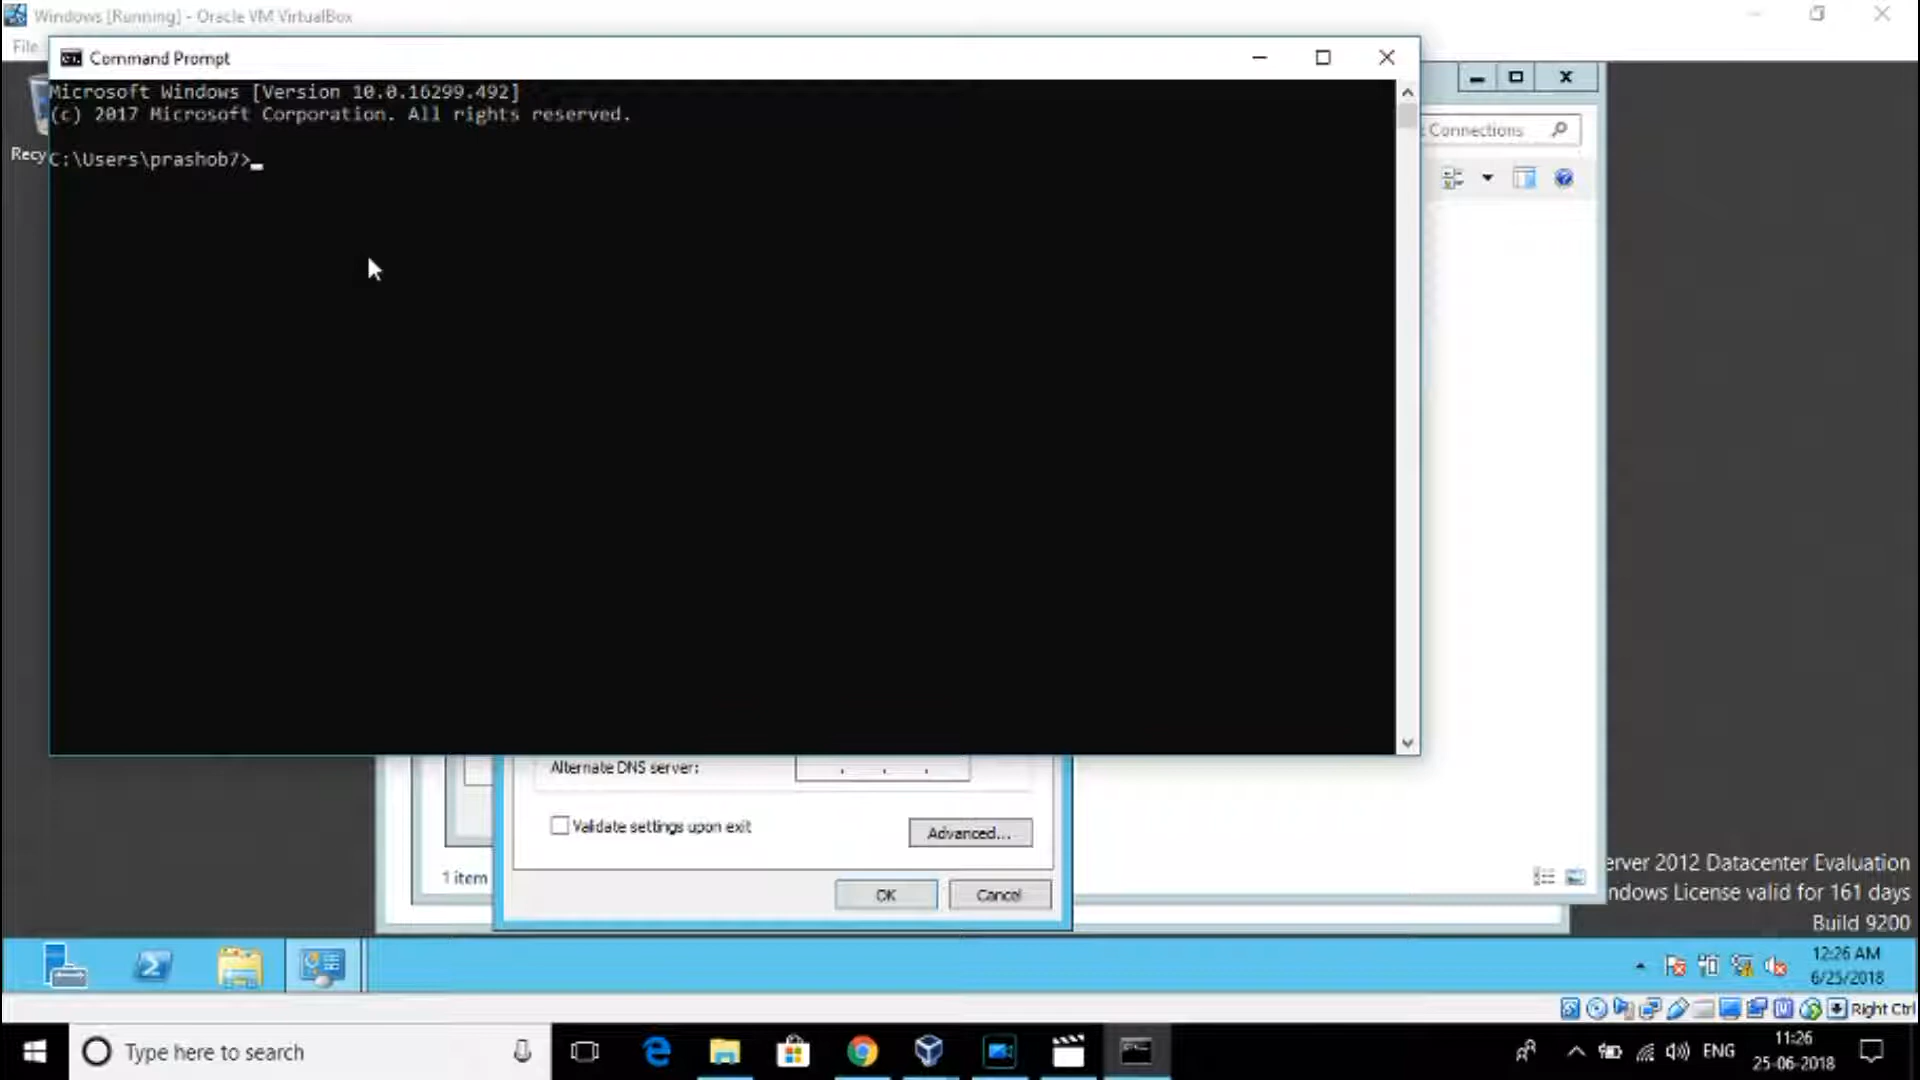 Windows [Running] - Oracle VM VirtualBox
File
Command Prompt
Microsoft Windows [Version 10.0.16299.492]
(c) 2017 Microsoft Corporation. All rights reserved.
C:\Users\prashob7>_
Recy
Connections
Alternate DNS server:
Validate settings upon exit
Advanced...
OK
Cancel
1 item
erver 2012 Datacenter Evaluation
ndows License valid for 161 days
Build 9200
12:26 AM
6/25/2018
Right Ctrl
Type here to search
ENG
11:26
25-06-2018